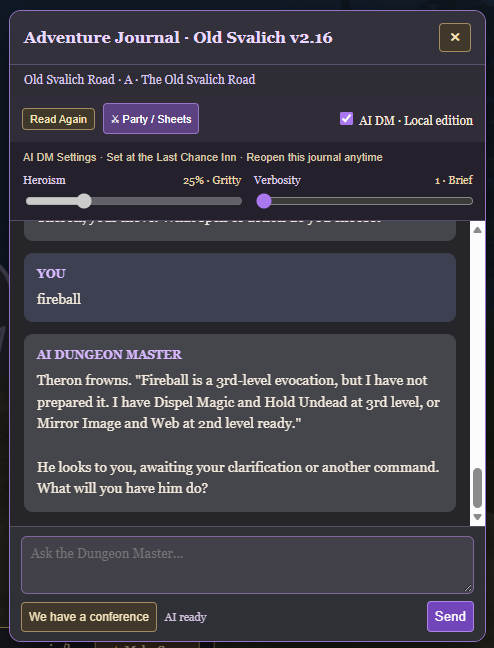 Adventure Journal · Old Svalich v2.16
×
Old Svalich Road · A · The Old Svalich Road
Read Again
⚔ Party / Sheets
AI DM · Local edition
AI DM Settings · Set at the Last Chance Inn · Reopen this journal anytime
Heroism 25% · Gritty Verbosity 1 · Brief
YOU
fireball
AI DUNGEON MASTER
Theron frowns. "Fireball is a 3rd-level evocation, but I have not
prepared it. I have Dispel Magic and Hold Undead at 3rd level, or
Mirror Image and Web at 2nd level ready."
He looks to you, awaiting your clarification or another command.
What will you have him do?
Ask the Dungeon Master...
We have a conference
AI ready
Send